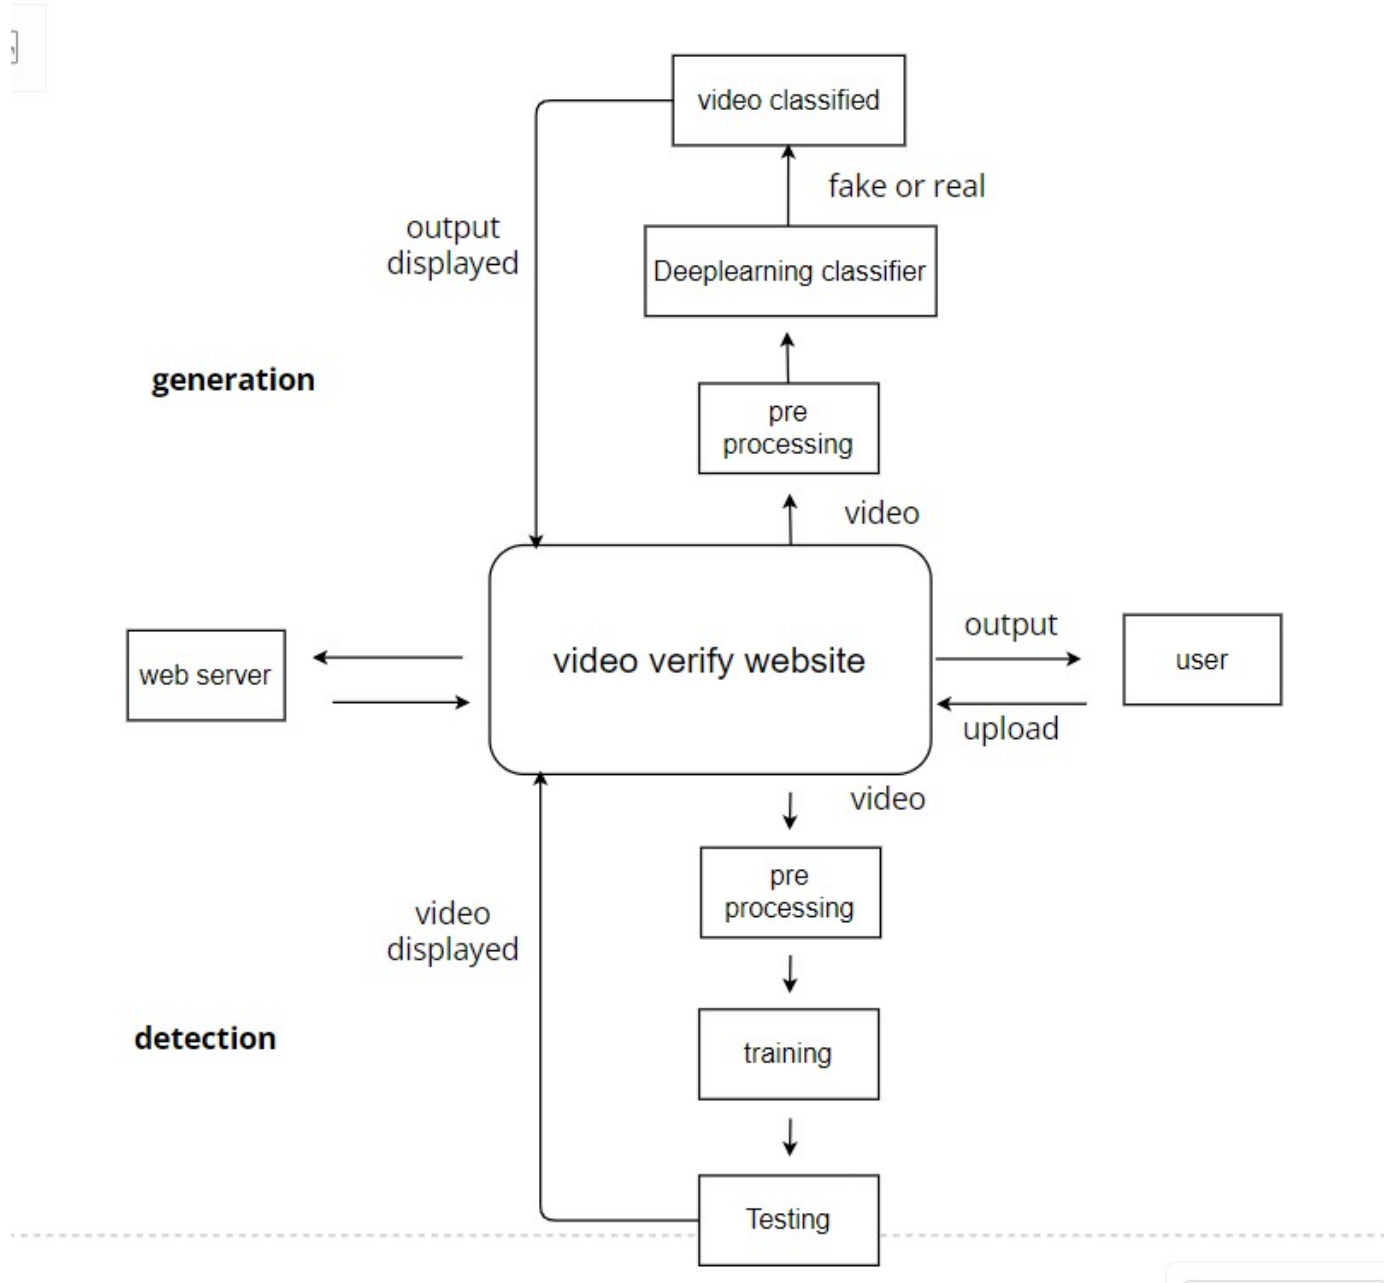 video classified
fake or real
output
displayed
Deeplearning classifier
generation
pre
processing
video
video verify website
output
web server
user
upload
video
pre
processing
video
displayed
detection
training
Testing